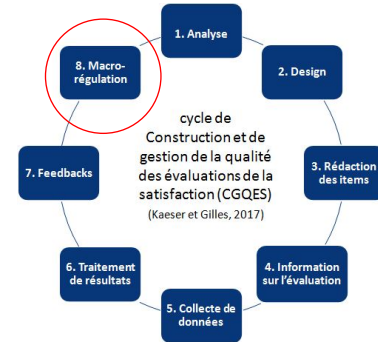 1. Analyse
2. Design
3. Rédaction
des items
4. Information
sur l'évaluation
5. Collecte de
données
6. Traitement
de résultats
7. Feedbacks
8. Macro-
régulation
cycle de
Construction et de
gestion de la qualité
des évaluations de la
satisfaction (CGQES)
(Kaeser et Gilles, 2017)